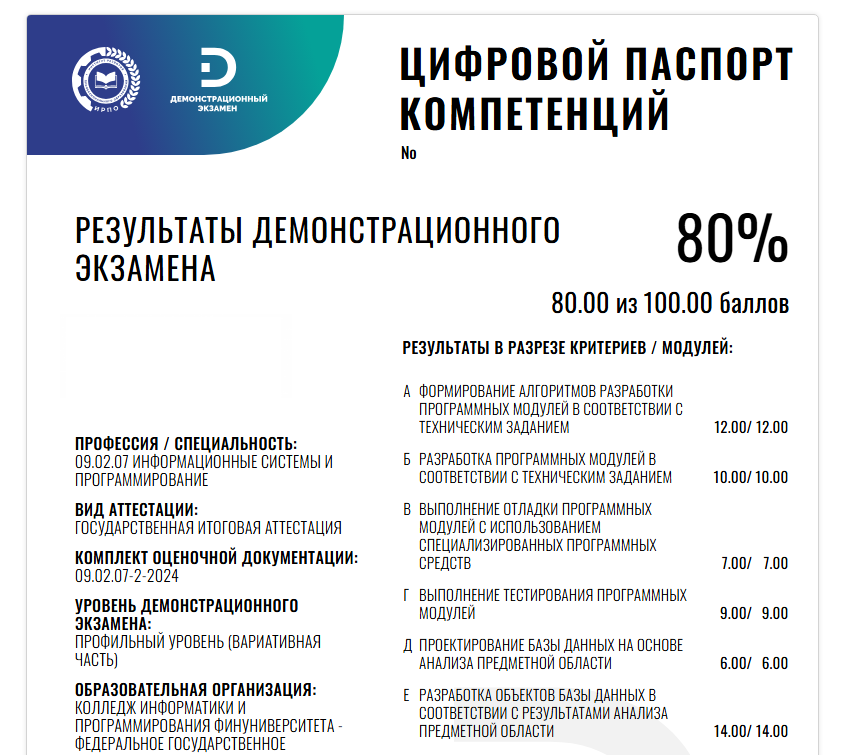 ИРПО
ДЕМОНСТРАЦИОННЫЙ
ЭКЗАМЕН
ЦИФРОВОЙ ПАСПОРТ
КОМПЕТЕНЦИЙ
No
РЕЗУЛЬТАТЫ ДЕМОНСТРАЦИОННОГО
ЭКЗАМЕНА
80%
80.00 из 100.00 баллов
ПРОФЕССИЯ / СПЕЦИАЛЬНОСТЬ:
09.02.07 ИНФОРМАЦИОННЫЕ СИСТЕМЫ И
ПРОГРАММИРОВАНИЕ
ВИД АТТЕСТАЦИИ:
ГОСУДАРСТВЕННАЯ ИТОГОВАЯ АТТЕСТАЦИЯ
КОМПЛЕКТ ОЦЕНОЧНОЙ ДОКУМЕНТАЦИИ:
09.02.07-2-2024
УРОВЕНЬ ДЕМОНСТРАЦИОННОГО
ЭКЗАМЕНА:
ПРОФИЛЬНЫЙ УРОВЕНЬ (ВАРИАТИВНАЯ
ЧАСТЬ)
ОБРАЗОВАТЕЛЬНАЯ ОРГАНИЗАЦИЯ:
КОЛЛЕДЖ ИНФОРМАТИКИ И
ПРОГРАММИРОВАНИЯ ФИНУНИВЕРСИТЕТА -
ФЕДЕРАЛЬНОЕ ГОСУДАРСТВЕННОЕ
РЕЗУЛЬТАТЫ В РАЗРЕЗЕ КРИТЕРИЕВ / МОДУЛЕЙ:
А ФОРМИРОВАНИЕ АЛГОРИТМОВ РАЗРАБОТКИ
ПРОГРАММНЫХ МОДУЛЕЙ В СООТВЕТСТВИИ С
ТЕХНИЧЕСКИМ ЗАДАНИЕМ 12.00/ 12.00
Б РАЗРАБОТКА ПРОГРАММНЫХ МОДУЛЕЙ В
СООТВЕТСТВИИ С ТЕХНИЧЕСКИМ ЗАДАНИЕМ 10.00/ 10.00
В ВЫПОЛНЕНИЕ ОТЛАДКИ ПРОГРАММНЫХ
МОДУЛЕЙ С ИСПОЛЬЗОВАНИЕМ
СПЕЦИАЛИЗИРОВАННЫХ ПРОГРАММНЫХ
СРЕДСТВ 7.00/ 7.00
Г ВЫПОЛНЕНИЕ ТЕСТИРОВАНИЯ ПРОГРАММНЫХ
МОДУЛЕЙ 9.00/ 9.00
Д ПРОЕКТИРОВАНИЕ БАЗЫ ДАННЫХ НА ОСНОВЕ
АНАЛИЗА ПРЕДМЕТНОЙ ОБЛАСТИ 6.00/ 6.00
Е РАЗРАБОТКА ОБЪЕКТОВ БАЗЫ ДАННЫХ В
СООТВЕТСТВИИ С РЕЗУЛЬТАТАМИ АНАЛИЗА
ПРЕДМЕТНОЙ ОБЛАСТИ 14.00/ 14.00